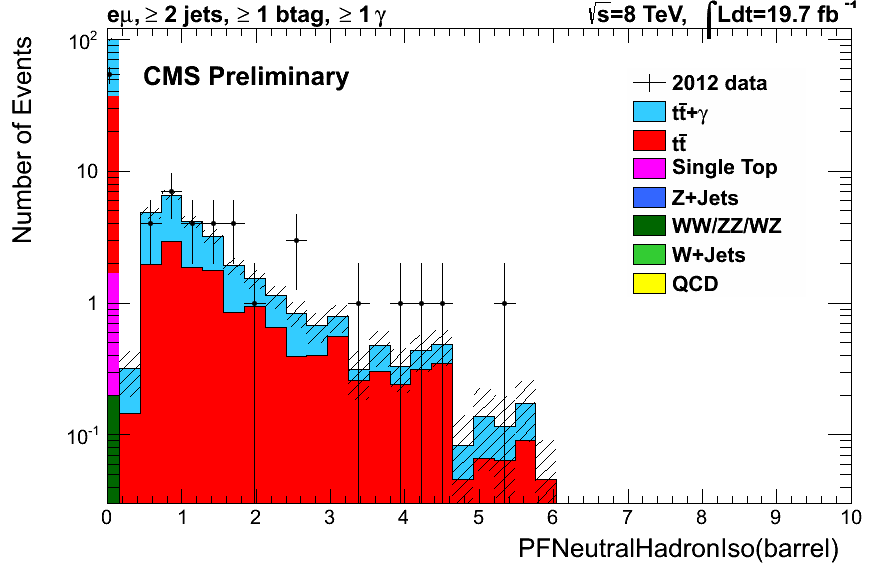 eμ, ≥ 2 jets, ≥ 1 btag, ≥ 1 γ
√s=8 TeV, ∫Ldt=19.7 fb⁻¹
CMS Preliminary
Number of Events
10²
10
1
10⁻¹
2012 data
tt̄+γ
tt̄
Single Top
Z+Jets
WW/ZZ/WZ
W+Jets
QCD
0 1 2 3 4 5 6 7 8 9 10
PFNeutralHadronIso(barrel)